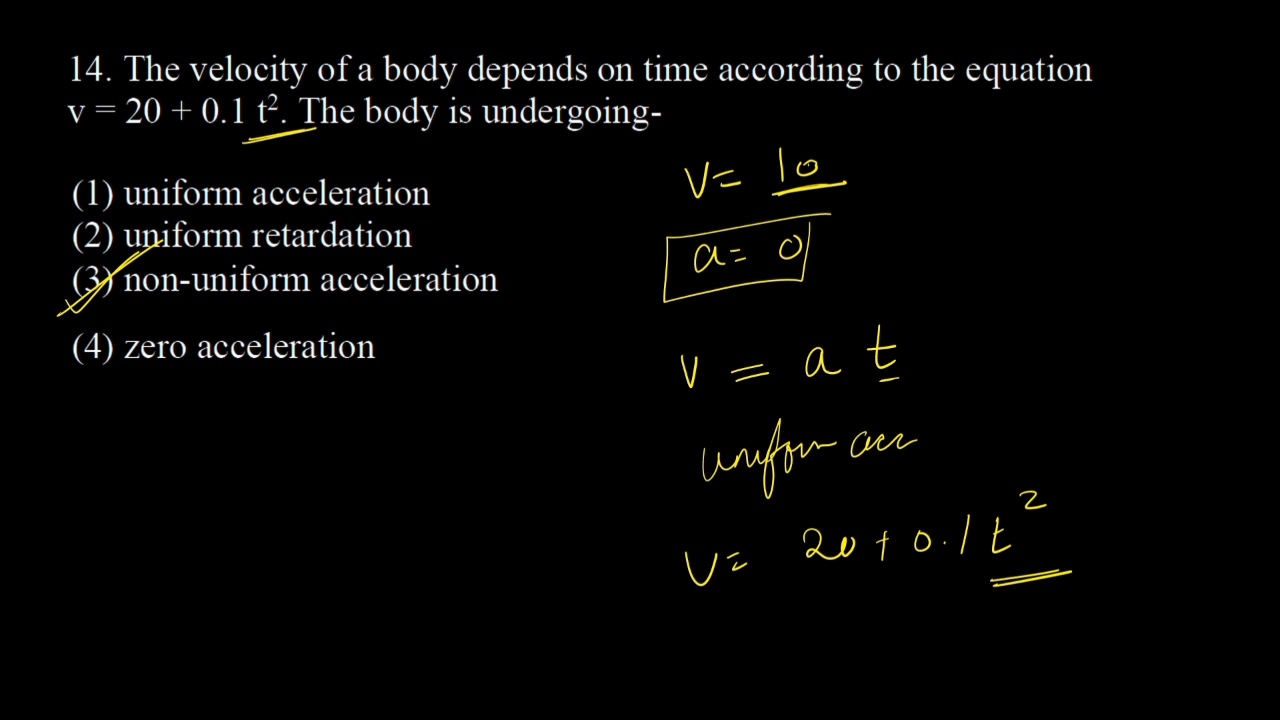 14. The velocity of a body depends on time according to the equation
v = 20 + 0.1 t². The body is undergoing-
(1) uniform acceleration
(2) uniform retardation
(3) non-uniform acceleration
(4) zero acceleration
V= 10
a= 0
V = a t
uniform acc
V= 20 + 0.1 t²